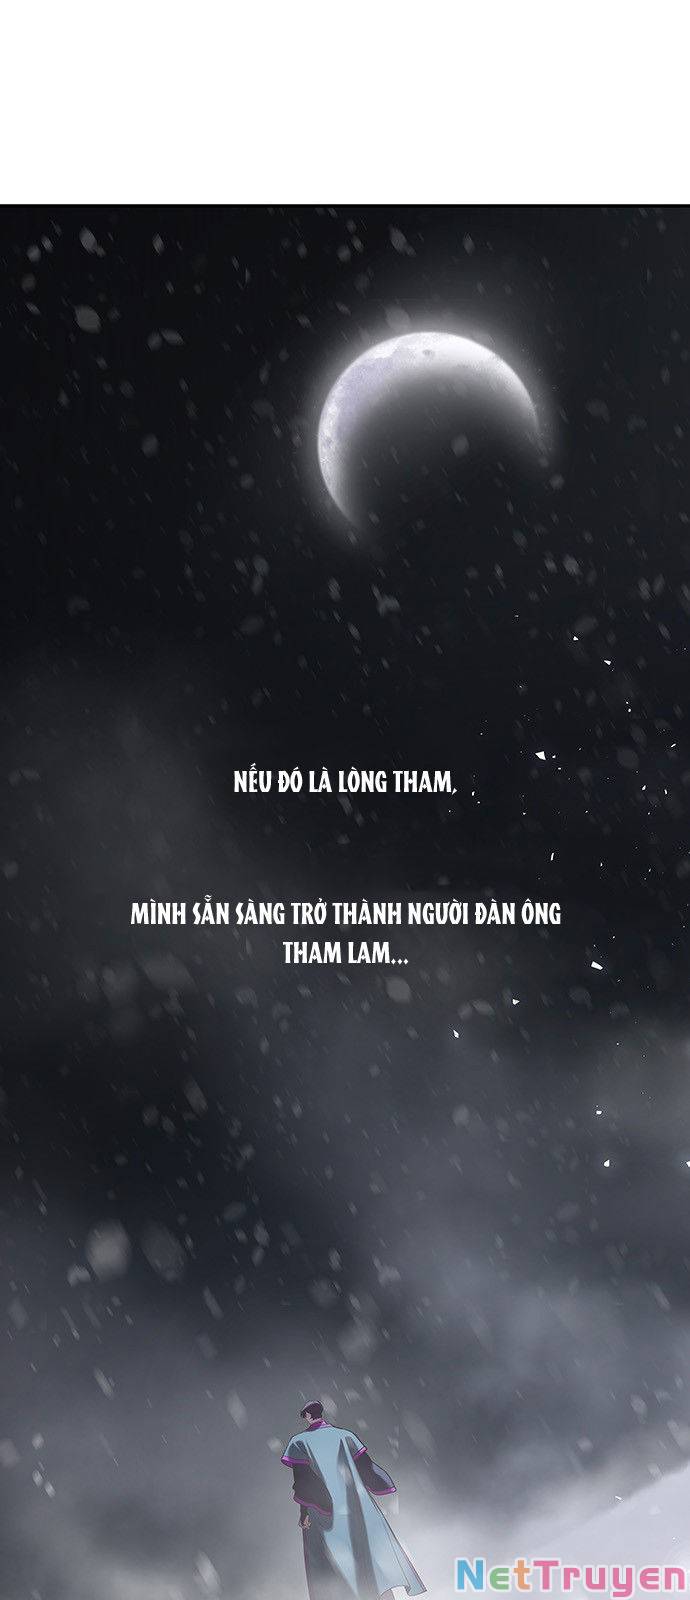 NẾU ĐÓ LÀ LÒNG THAM,
MÌNH SẴN SÀNG TRỞ THÀNH NGƯỜI ĐÀN ÔNG
THAM LAM...
NetTruyen